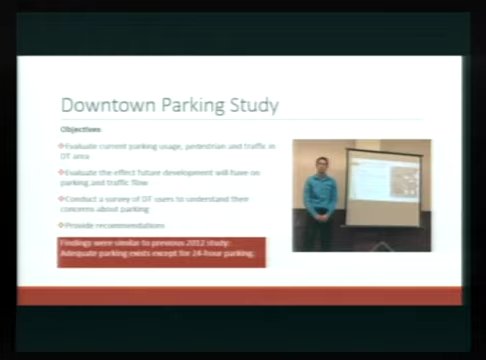 Downtown Parking Study
Objectives
Evaluate current parking usage, pedestrian and traffic in
DT area
Evaluate the effect future development will have on
parking and traffic flow
Conduct a survey of DT users to understand their
concerns about parking
Provide recommendations
Findings were similar to previous 2012 study:
Adequate parking exists except for 24-hour parking.